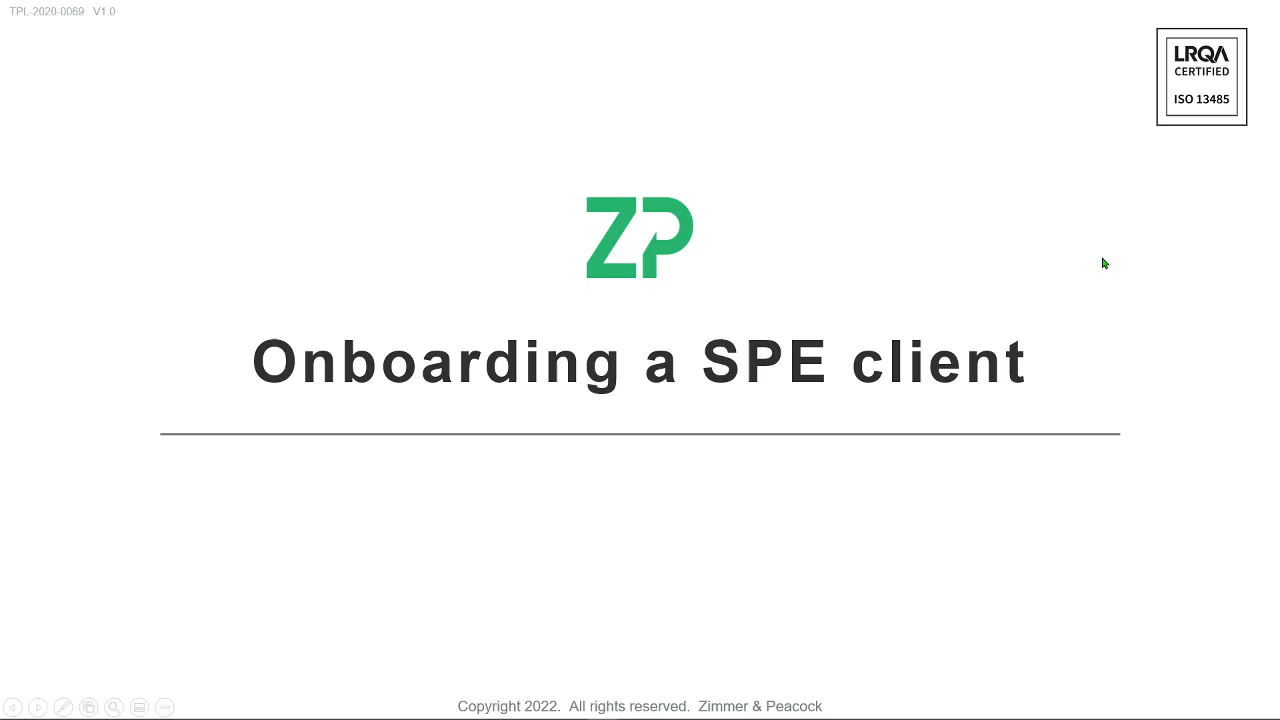 TPL-2020-0069 V1.0
LRQA
CERTIFIED
ISO 13485
ZP
Onboarding a SPE client
Copyright 2022. All rights reserved. Zimmer & Peacock